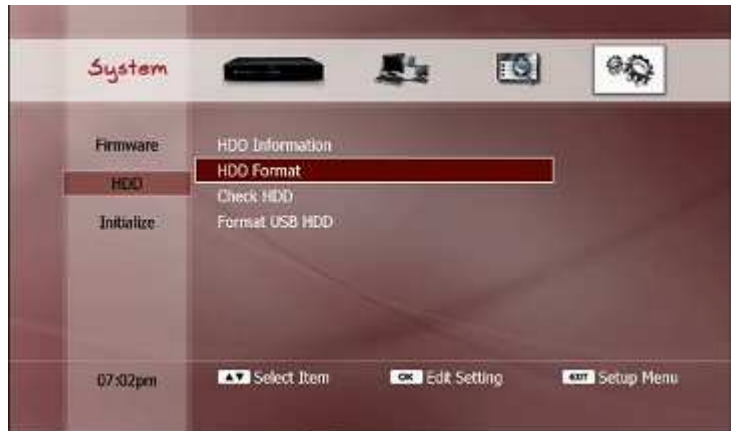 System
Firmware
HDD
Initialize
HDD Information
HDD Format
Check HDD
Format USB HDD
07:02pm
▲▼ Select Item
OK Edit Setting
EXIT Setup Menu